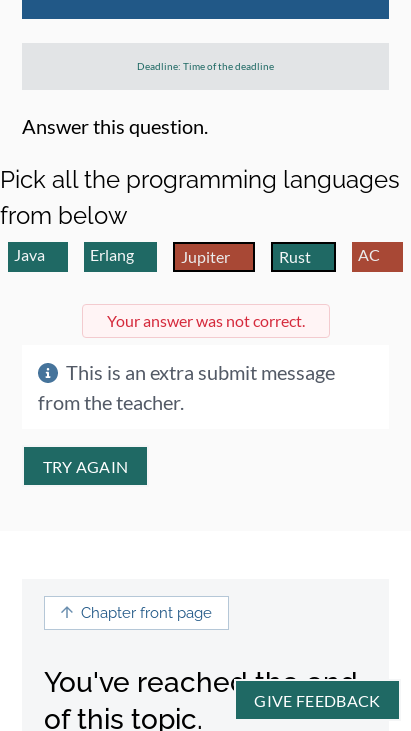 Deadline: Time of the deadline
Answer this question.
Pick all the programming languages
from below
Java Erlang Jupiter Rust AC
Your answer was not correct.
This is an extra submit message
from the teacher.
TRY AGAIN
Chapter front page
You've reached the end
of this topic.
GIVE FEEDBACK